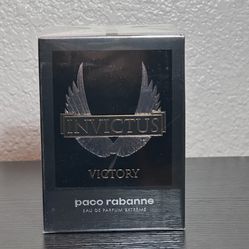 INVICTUS
VICTORY
paco rabanne
EAU DE PARFUM EXTRÊME